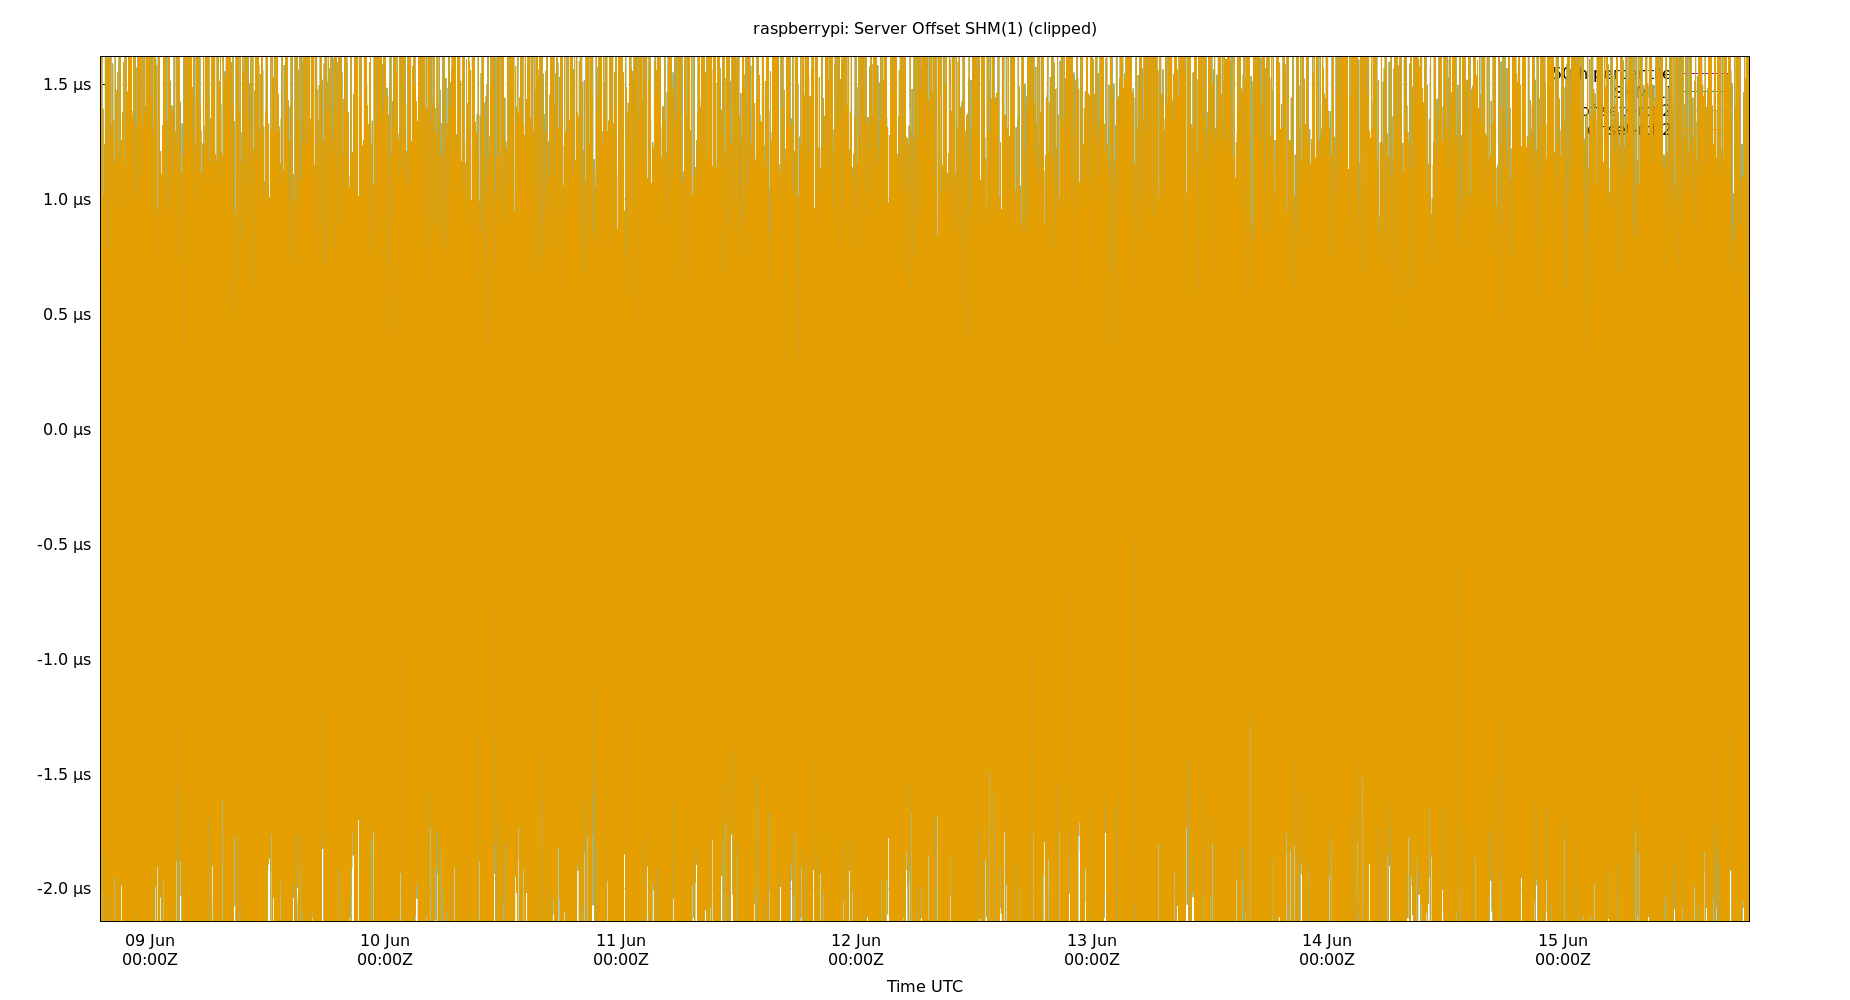 raspberrypi: Server Offset SHM(1) (clipped)
1.5 µs
1.0 µs
0.5 µs
0.0 µs
-0.5 µs
-1.0 µs
-1.5 µs
-2.0 µs
09 Jun
00:00Z
10 Jun
00:00Z
11 Jun
00:00Z
12 Jun
00:00Z
13 Jun
00:00Z
14 Jun
00:00Z
15 Jun
00:00Z
Time UTC